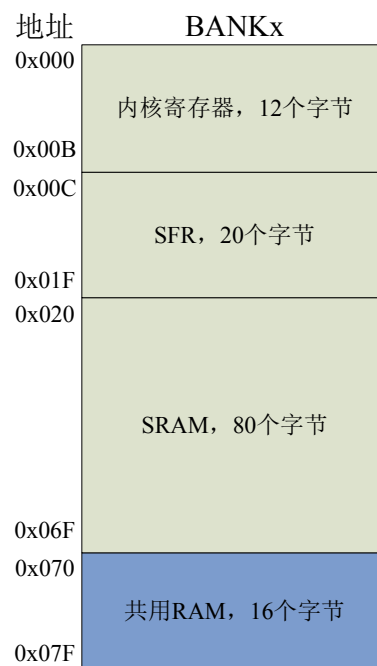 地址 BANKx
0x000
内核寄存器，12个字节
0x00B
0x00C
SFR，20个字节
0x01F
0x020
SRAM，80个字节
0x06F
0x070
共用RAM，16个字节
0x07F